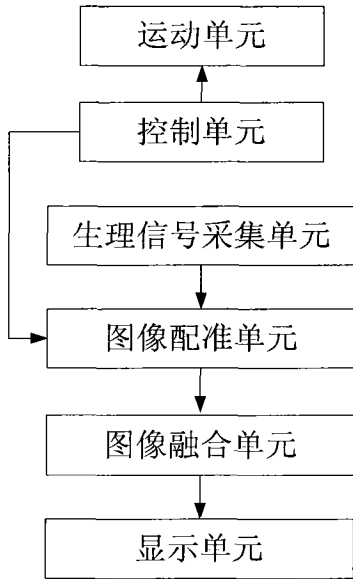 运动单元
控制单元
生理信号采集单元
图像配准单元
图像融合单元
显示单元